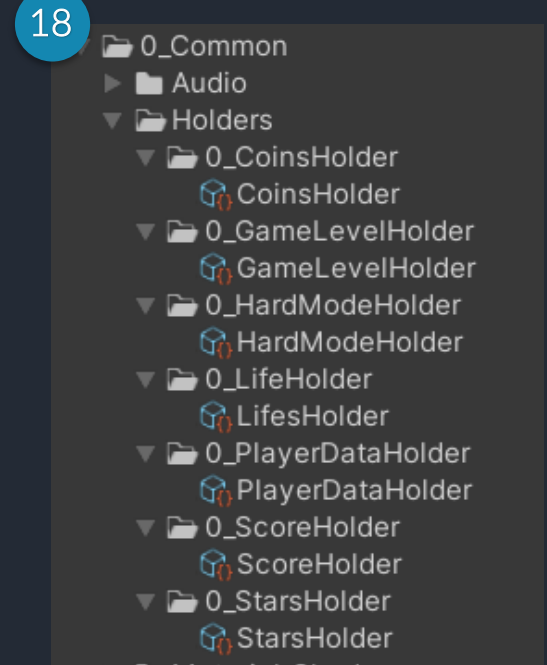 18
0_Common
Audio
Holders
0_CoinsHolder
CoinsHolder
0_GameLevelHolder
GameLevelHolder
0_HardModeHolder
HardModeHolder
0_LifeHolder
LifesHolder
0_PlayerDataHolder
PlayerDataHolder
0_ScoreHolder
ScoreHolder
0_StarsHolder
StarsHolder